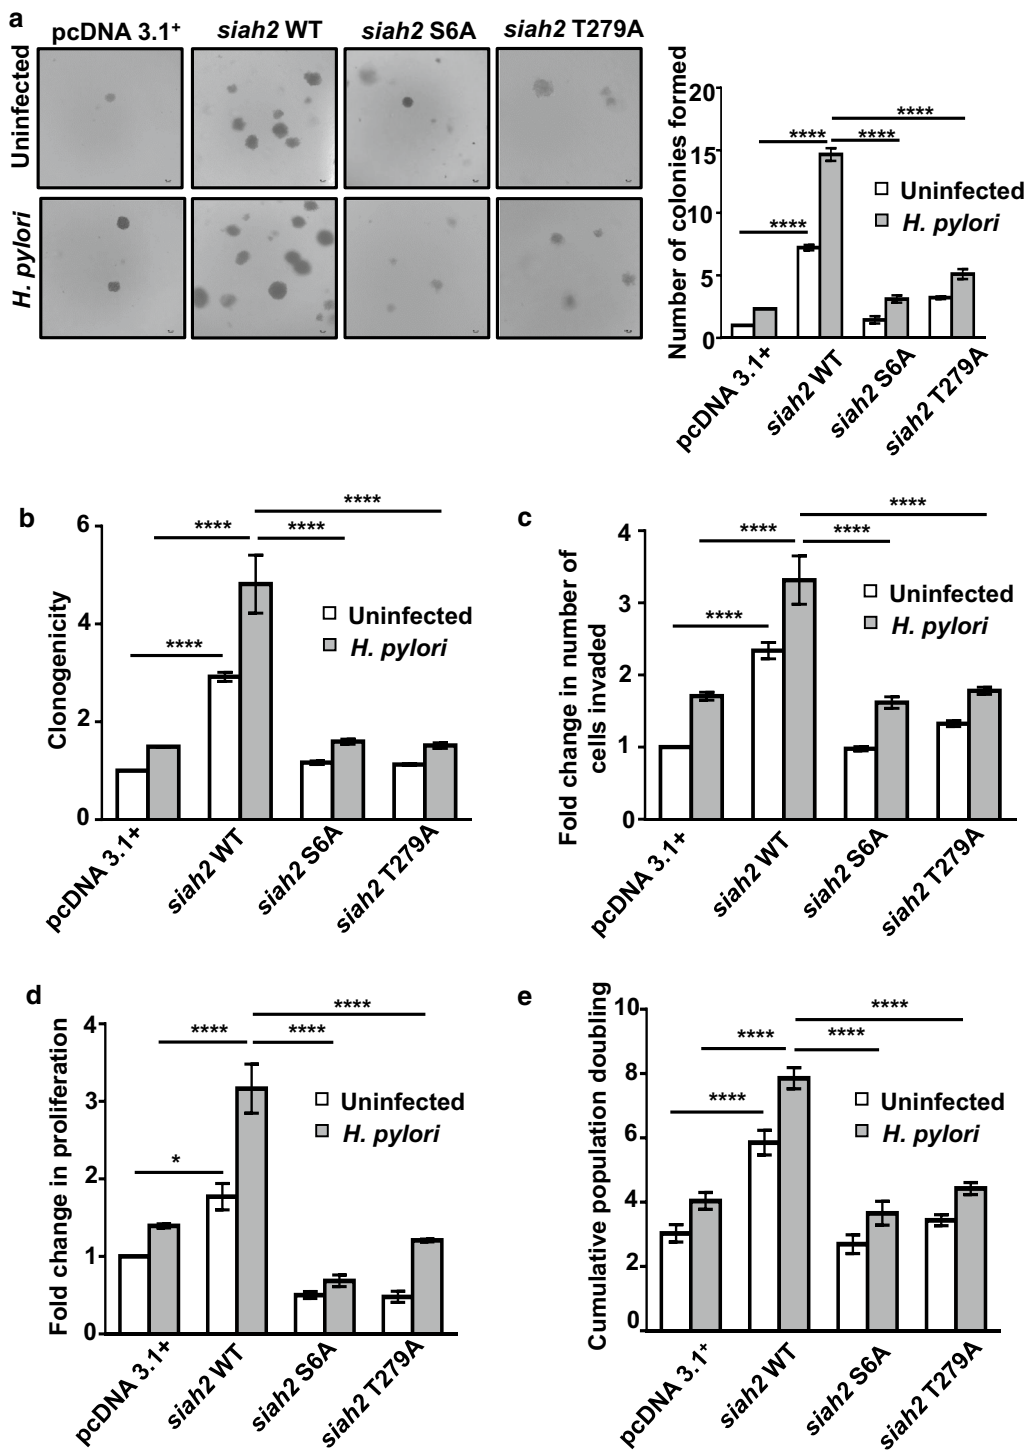 a
pcDNA 3.1+ siah2 WT siah2 S6A siah2 T279A
Uninfected
H. pylori
Number of colonies formed
20
15
10
5
0
**** ****
****
****
Uninfected
H. pylori
pcDNA 3.1+
siah2 WT
siah2 S6A
siah2 T279A
b
Clonogenicity
6
4
2
0
****
**** ****
****
Uninfected
H. pylori
pcDNA 3.1+
siah2 WT
siah2 S6A
siah2 T279A
c
Fold change in number of
cells invaded
4
3
2
1
0
****
**** ****
****
Uninfected
H. pylori
pcDNA 3.1+
siah2 WT
siah2 S6A
siah2 T279A
d
Fold change in proliferation
4
3
2
1
0
****
**** ****
*
Uninfected
H. pylori
pcDNA 3.1+
siah2 WT
siah2 S6A
siah2 T279A
e
Cumulative population doubling
10
8
6
4
2
0
****
**** ****
****
Uninfected
H. pylori
pcDNA 3.1+
siah2 WT
siah2 S6A
siah2 T279A